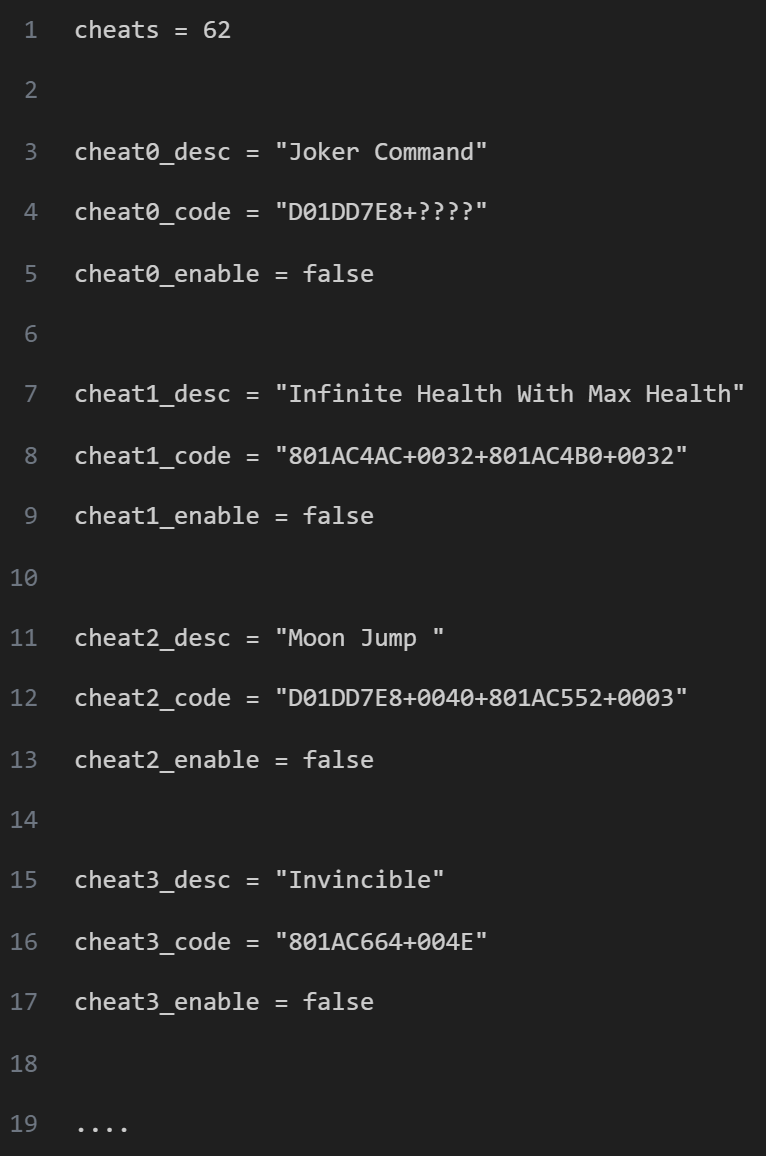 1 cheats = 62
2
3 cheat0_desc = "Joker Command"
4 cheat0_code = "D01DD7E8+????"
5 cheat0_enable = false
6
7 cheat1_desc = "Infinite Health With Max Health"
8 cheat1_code = "801AC4AC+0032+801AC4B0+0032"
9 cheat1_enable = false
10
11 cheat2_desc = "Moon Jump "
12 cheat2_code = "D01DD7E8+0040+801AC552+0003"
13 cheat2_enable = false
14
15 cheat3_desc = "Invincible"
16 cheat3_code = "801AC664+004E"
17 cheat3_enable = false
18
19 ....